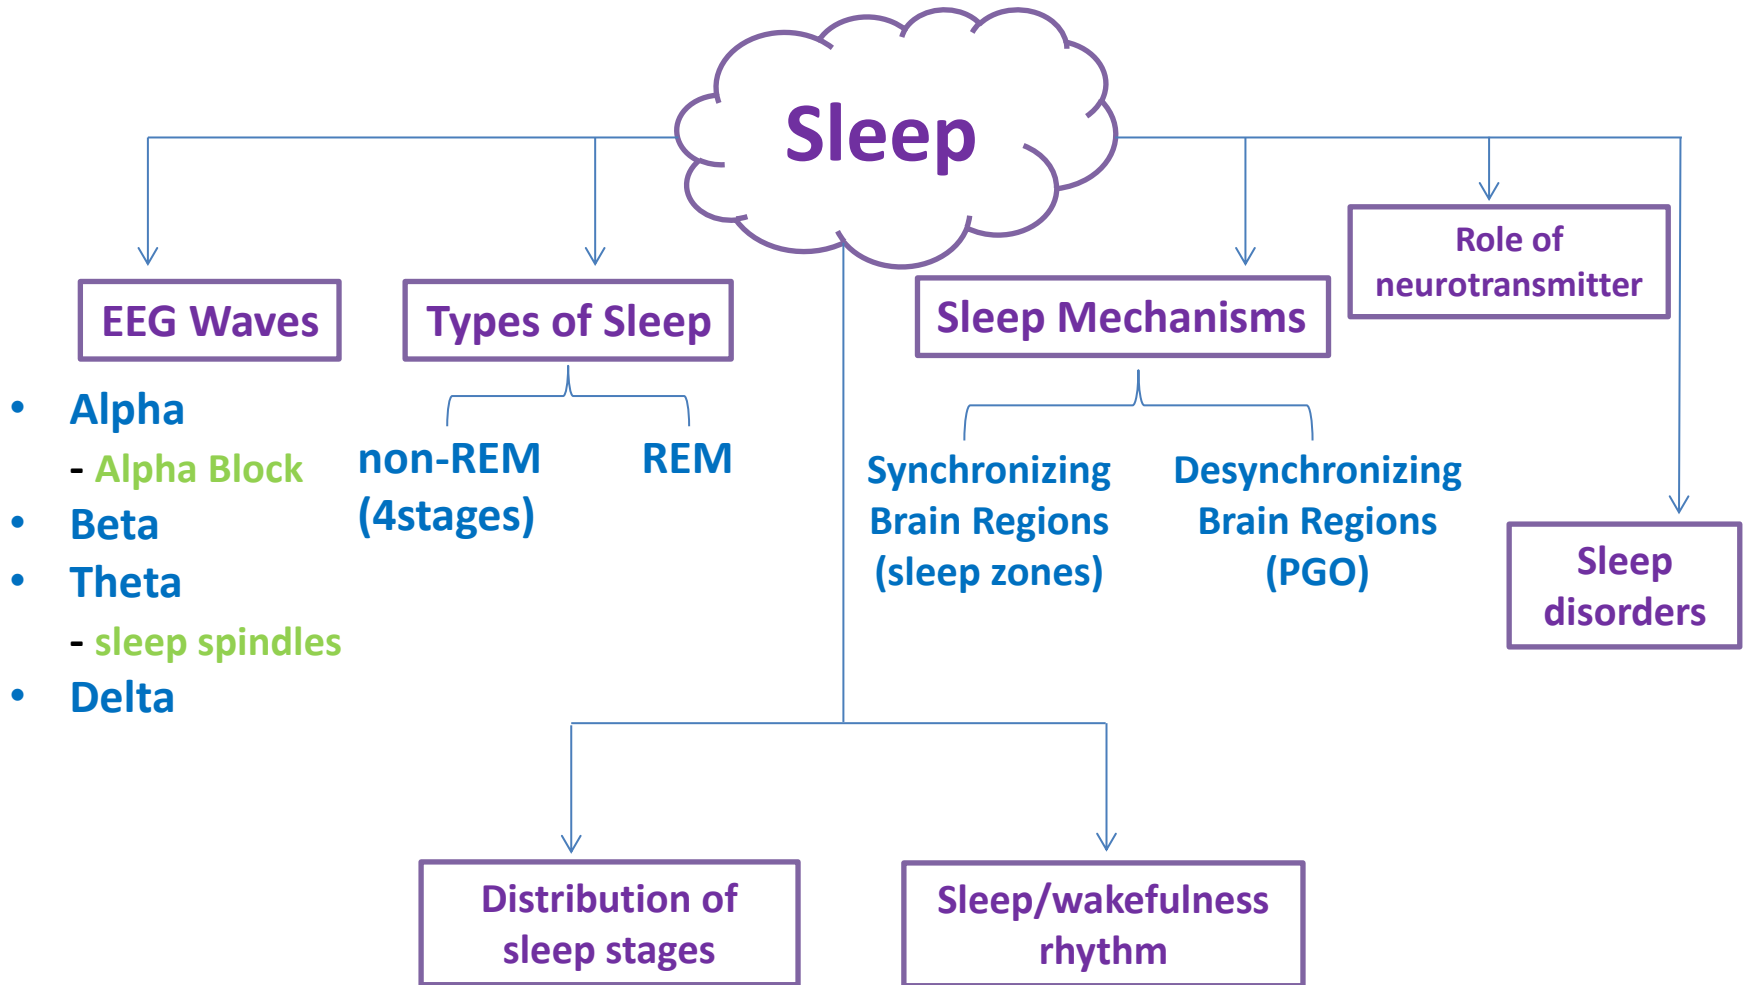 Sleep
EEG Waves
• Alpha
- Alpha Block
• Beta
• Theta
- sleep spindles
• Delta
Types of Sleep
non-REM
(4stages)
REM
Sleep Mechanisms
Synchronizing
Brain Regions
(sleep zones)
Desynchronizing
Brain Regions
(PGO)
Role of
neurotransmitter
Sleep
disorders
Distribution of
sleep stages
Sleep/wakefulness
rhythm